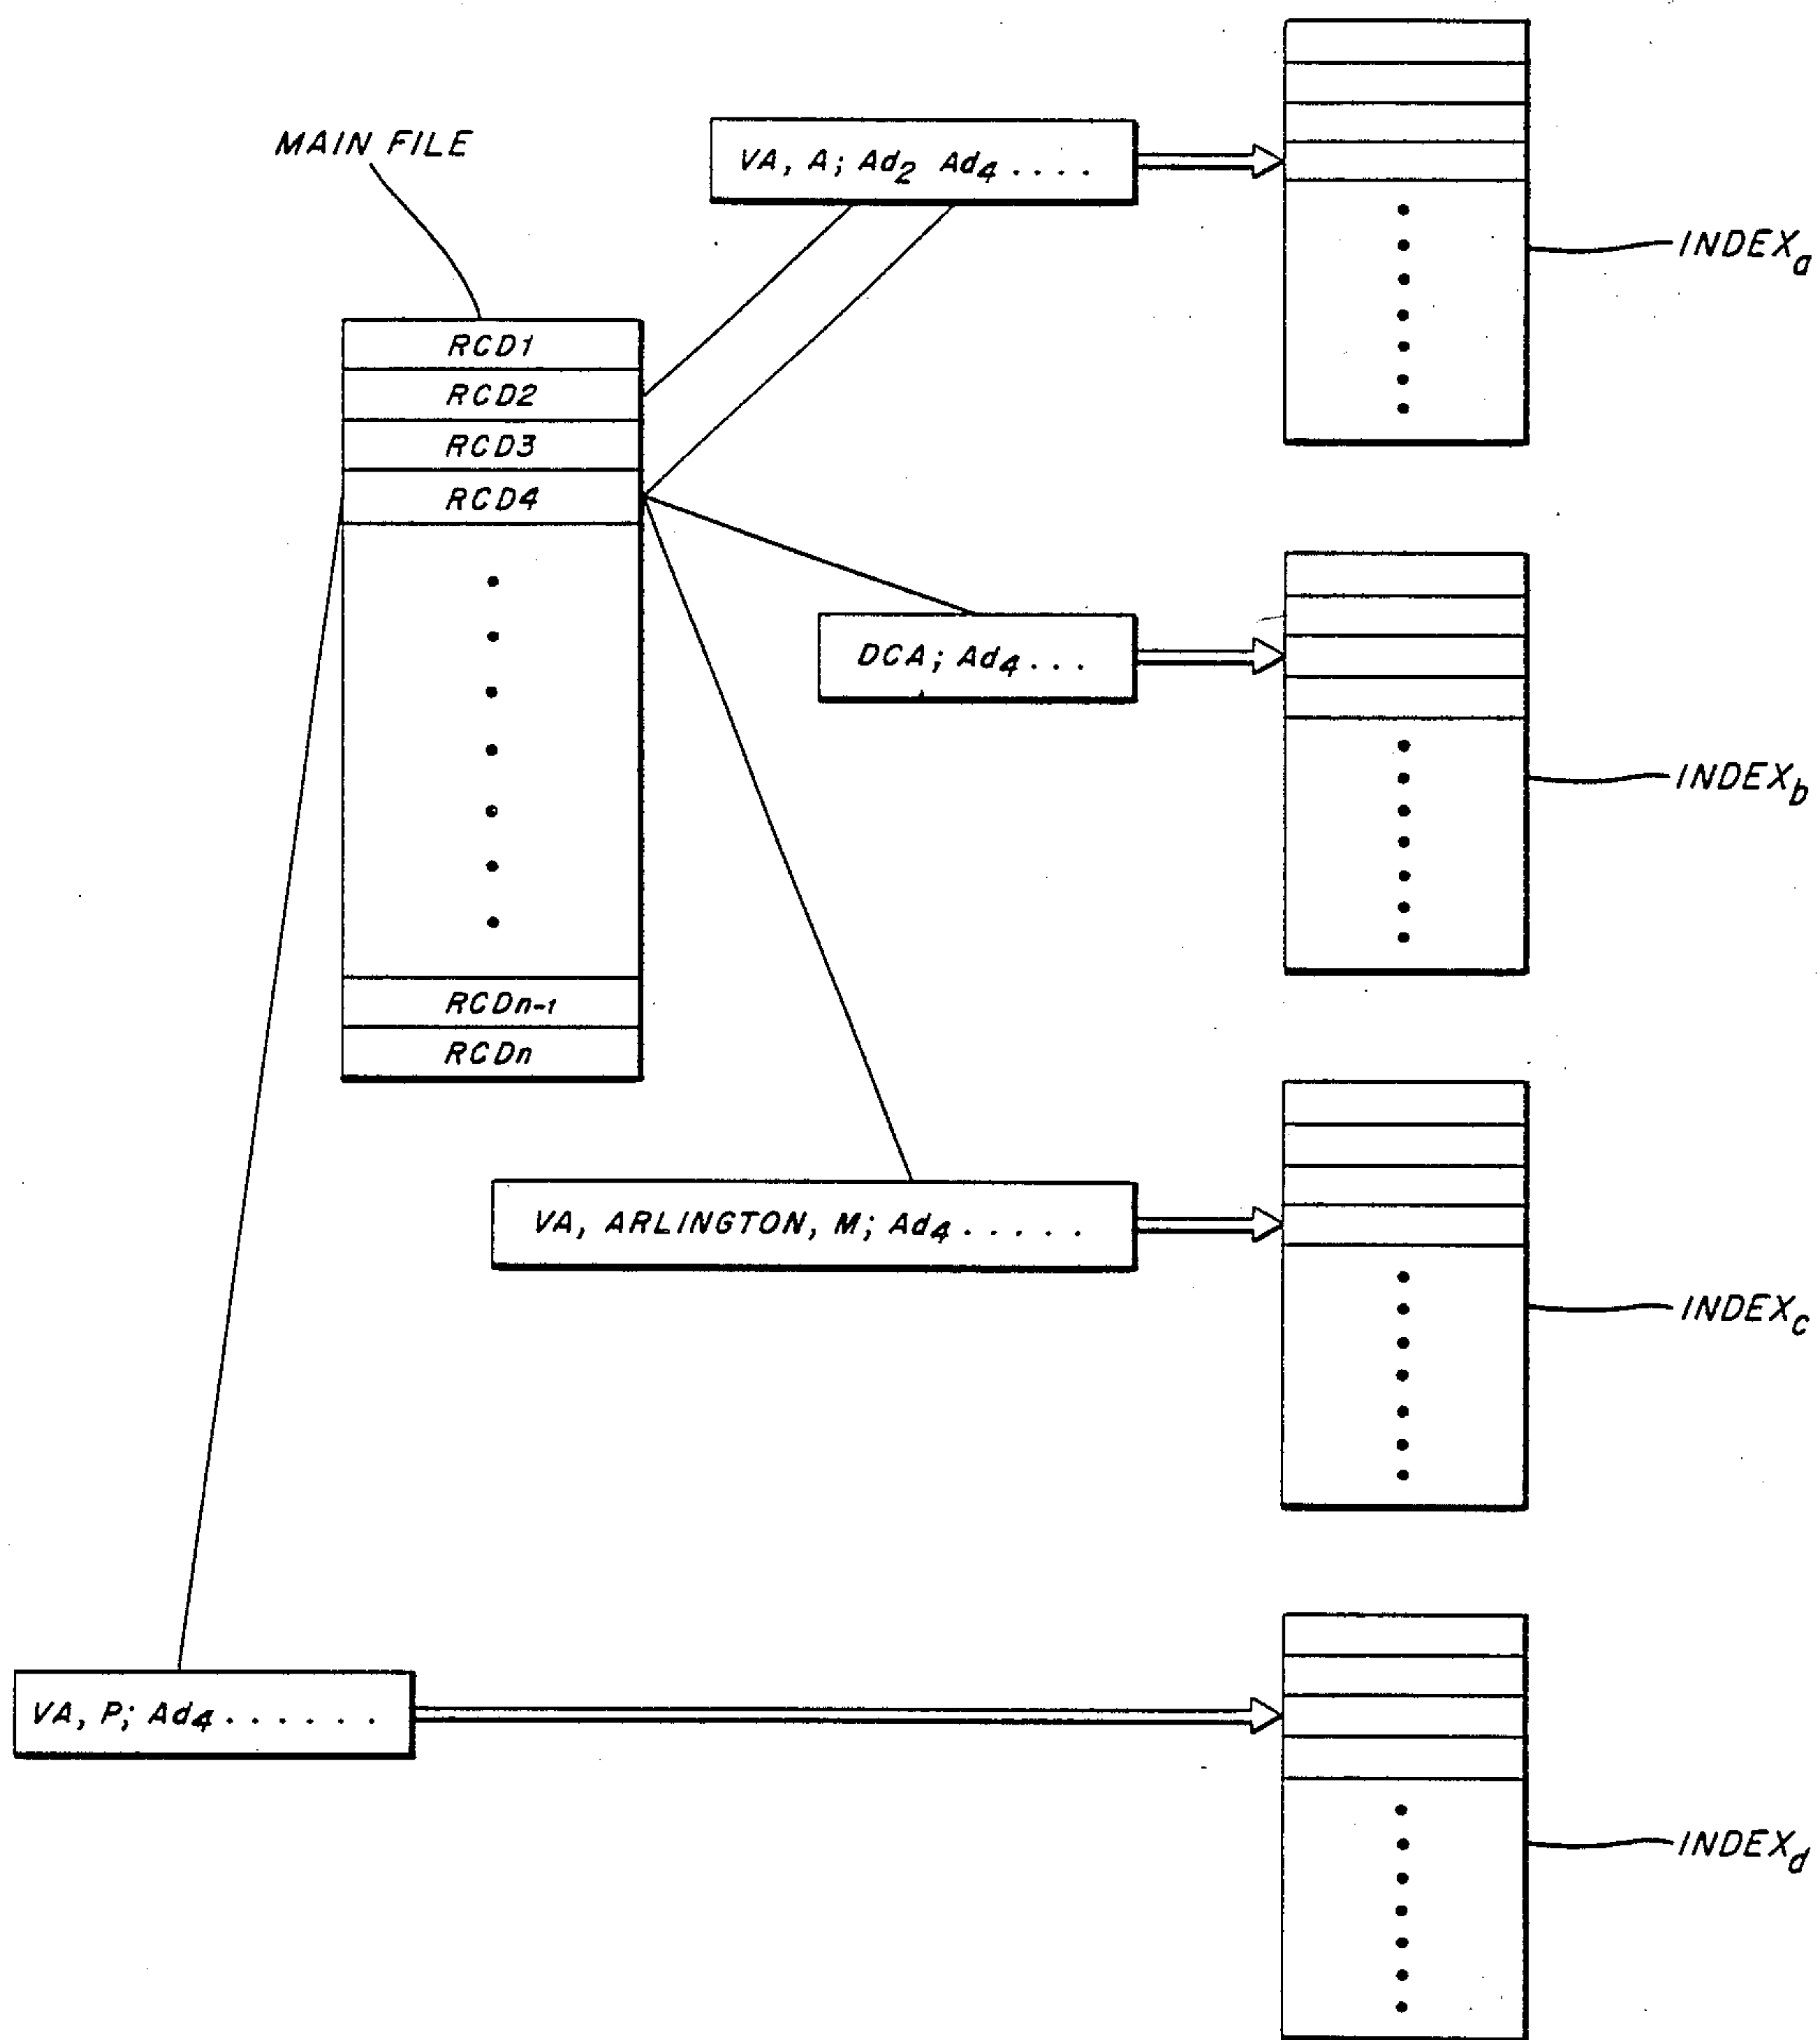 MAIN FILE
VA, A; Ad2 Ad4 ....
INDEXa
RCD1
RCD2
RCD3
RCD4
DCA; Ad4 ...
INDEXb
RCDn-1
RCDn
VA, ARLINGTON, M; Ad4 .....
INDEXc
VA, P; Ad4 ......
INDEXd